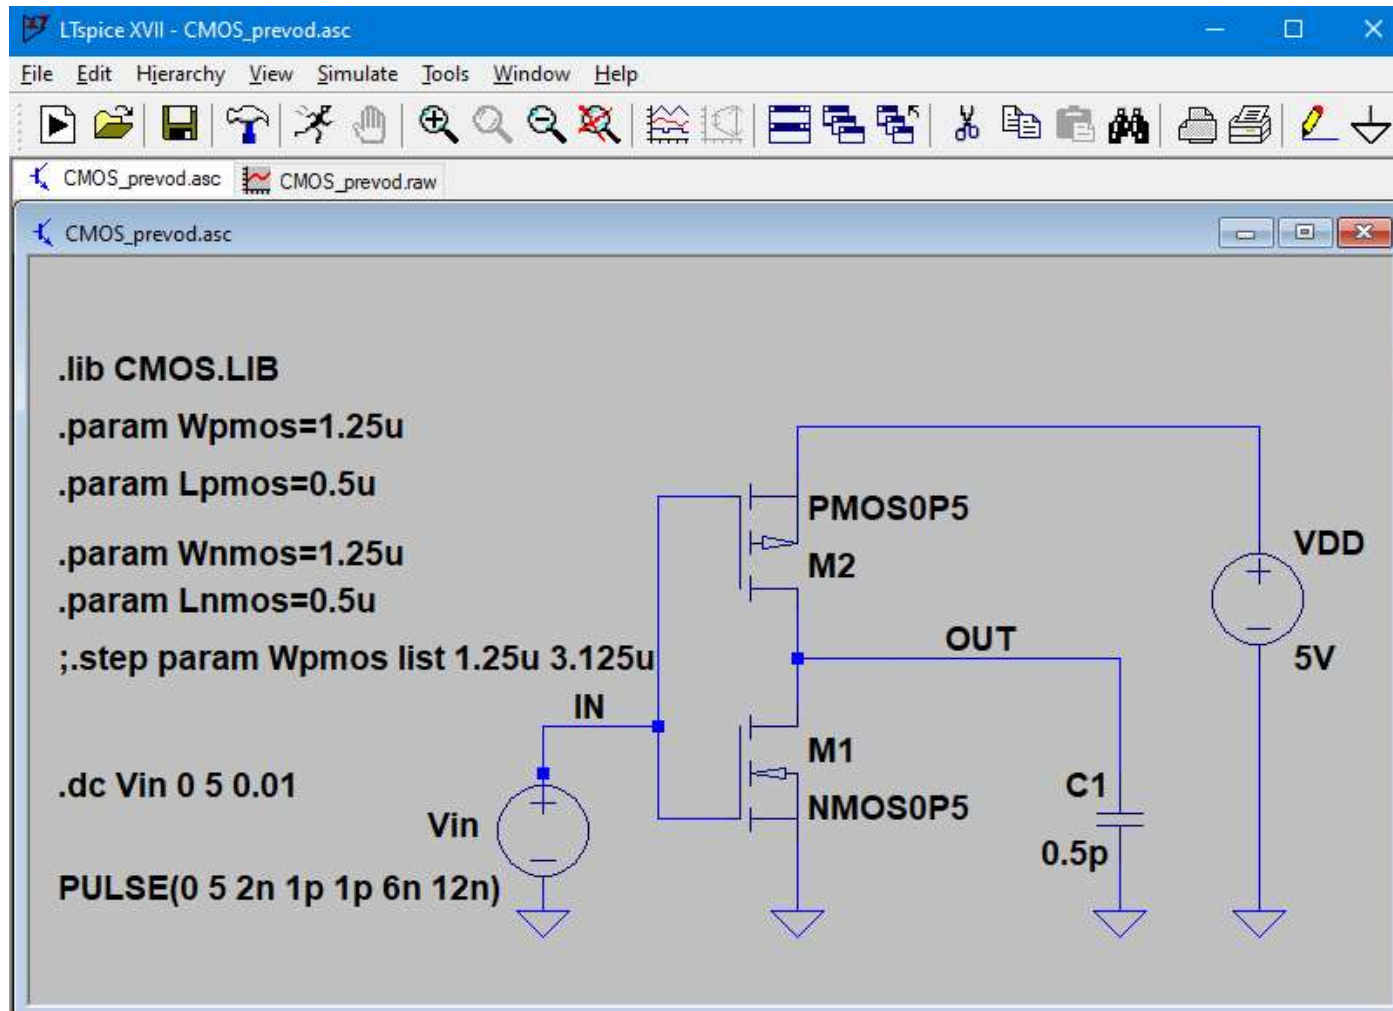 LTspice XVII - CMOS_prevod.asc
File Edit Hierarchy View Simulate Tools Window Help
CMOS_prevod.asc CMOS_prevod.raw
CMOS_prevod.asc
.lib CMOS.LIB
.param Wpmos=1.25u
.param Lpmos=0.5u
.param Wnmos=1.25u
.param Lnmos=0.5u
;.step param Wpmos list 1.25u 3.125u
IN
.dc Vin 0 5 0.01
Vin
PULSE(0 5 2n 1p 1p 6n 12n)
PMOS0P5
M2
OUT
M1
NMOS0P5
C1
0.5p
VDD
5V